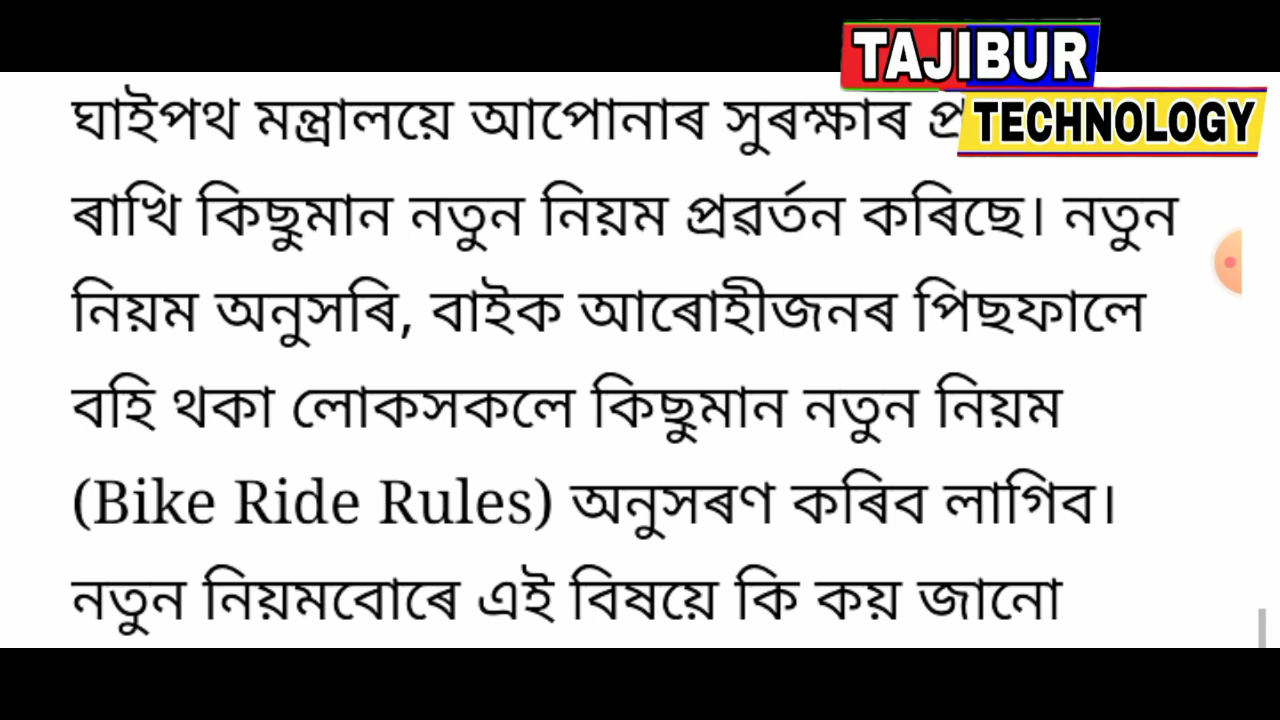 TAJIBUR
TECHNOLOGY
ঘাইপথ মন্ত্ৰালয়ে আপোনাৰ সুৰক্ষাৰ
ৰাখি কিছুমান নতুন নিয়ম প্ৰৱৰ্তন কৰিছে। নতুন
নিয়ম অনুসৰি, বাইক আৰোহীজনৰ পিছফালে
বহি থকা লোকসকলে কিছুমান নতুন নিয়ম
(Bike Ride Rules) অনুসৰণ কৰিব লাগিব।
নতুন নিয়মবোৰে এই বিষয়ে কি কয় জানো